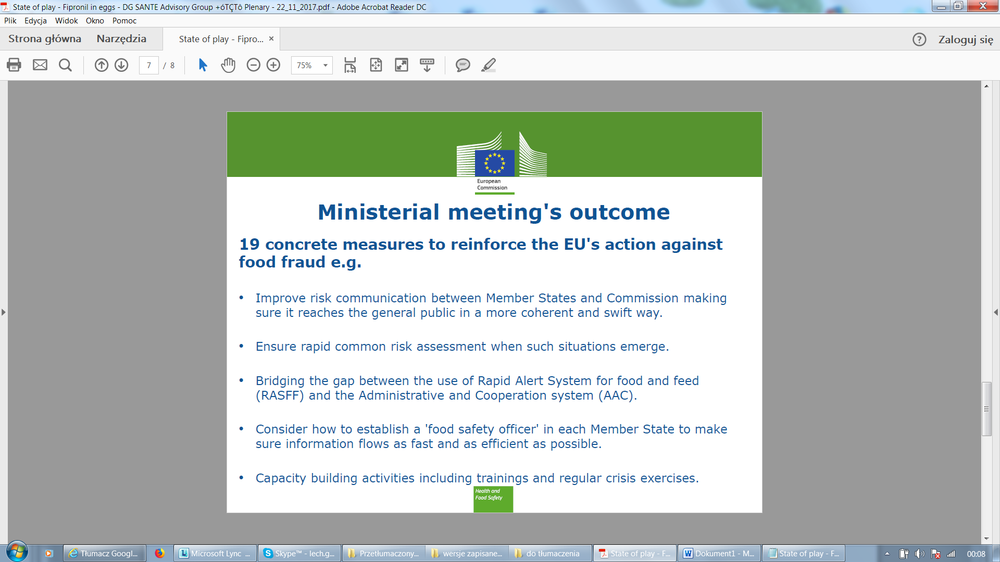 State of play - Fipronil in eggs - DG SANTE Advisory Group +óTÇTô Plenary - 22_11_2017.pdf - Adobe Acrobat Reader DC
Plik Edycja Widok Okno Pomoc
Strona główna Narzędzia State of play - Fipro... × ? Zaloguj się
7 / 8 75%
European
Commission
Ministerial meeting's outcome
19 concrete measures to reinforce the EU's action against
food fraud e.g.
• Improve risk communication between Member States and Commission making
sure it reaches the general public in a more coherent and swift way.
• Ensure rapid common risk assessment when such situations emerge.
• Bridging the gap between the use of Rapid Alert System for food and feed
(RASFF) and the Administrative and Cooperation system (AAC).
• Consider how to establish a 'food safety officer' in each Member State to make
sure information flows as fast and as efficient as possible.
• Capacity building activities including trainings and regular crisis exercises.
Health and
Food Safety
Tłumacz Googl... Microsoft Lync ... Skype™ - lech.g... Przetłumaczony... wersje zapisane... do tłumaczenia State of play - F... Dokument1 - M... State of play - F... 00:08